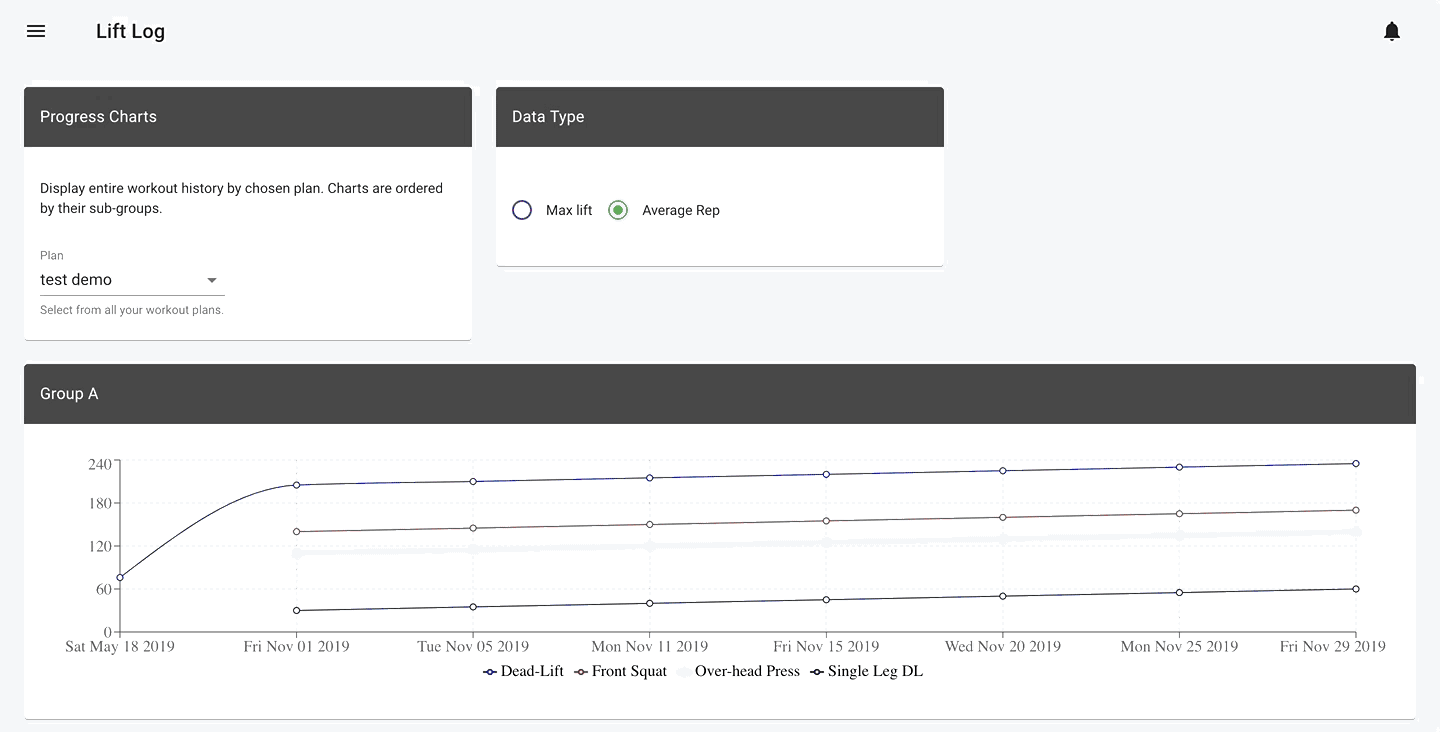 Lift Log
Progress Charts
Display entire workout history by chosen plan. Charts are ordered
by their sub-groups.
Plan
test demo
Select from all your workout plans.
Data Type
Max lift Average Rep
Group A
240
180
120
60
0
Sat May 18 2019 Fri Nov 01 2019 Tue Nov 05 2019 Mon Nov 11 2019 Fri Nov 15 2019 Wed Nov 20 2019 Mon Nov 25 2019 Fri Nov 29 2019
Dead-Lift Front Squat Over-head Press Single Leg DL